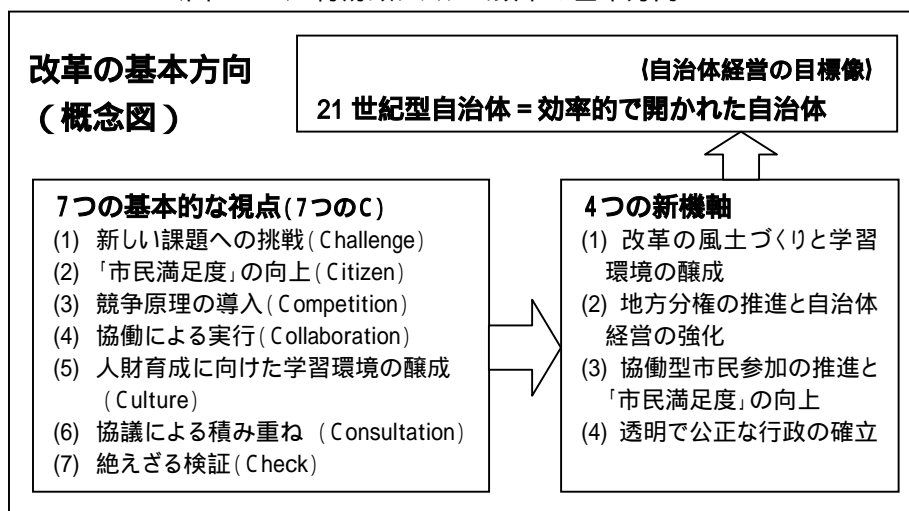 改革の基本方向
（概念図）
(自治体経営の目標像)
21 世紀型自治体＝効率的で開かれた自治体
7つの基本的な視点(7つのC)
(1) 新しい課題への挑戦(Challenge)
(2) 「市民満足度」の向上(Citizen)
(3) 競争原理の導入(Competition)
(4) 協働による実行(Collaboration)
(5) 人財育成に向けた学習環境の醸成
(Culture)
(6) 協議による積み重ね (Consultation)
(7) 絶えざる検証(Check)
4つの新機軸
(1) 改革の風土づくりと学習
環境の醸成
(2) 地方分権の推進と自治体
経営の強化
(3) 協働型市民参加の推進と
「市民満足度」の向上
(4) 透明で公正な行政の確立